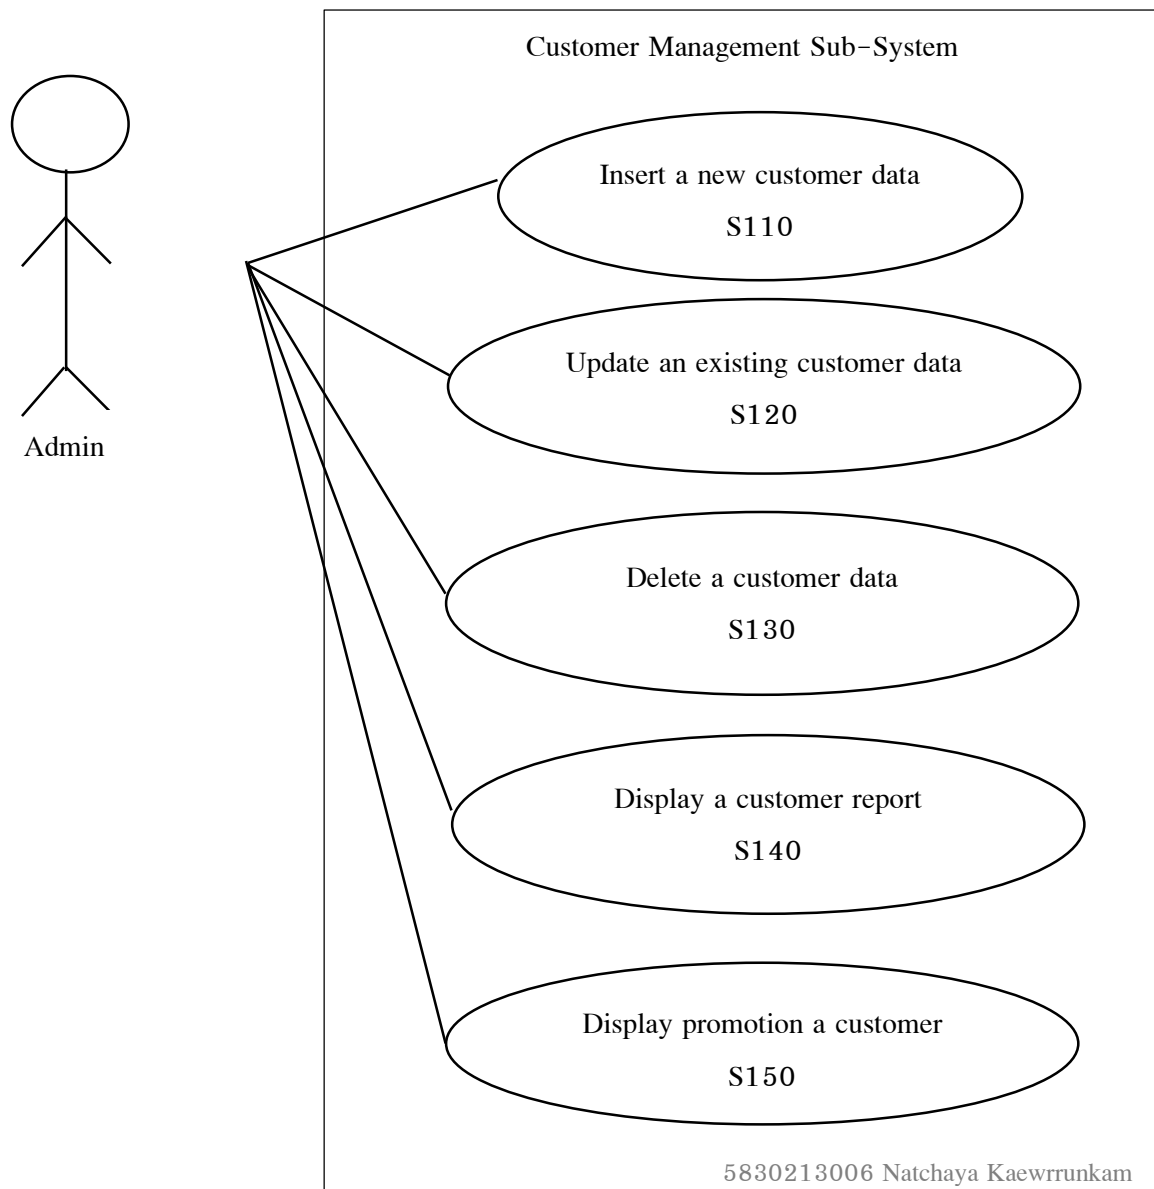 Customer Management Sub-System
Insert a new customer data
S110
Update an existing customer data
S120
Admin
Delete a customer data
S130
Display a customer report
S140
Display promotion a customer
S150
5830213006 Natchaya Kaewrrunkam